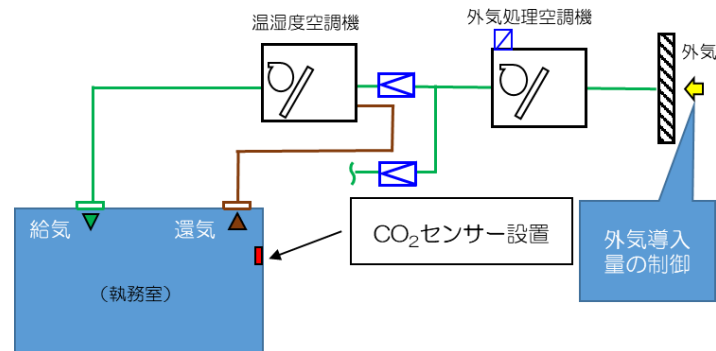 温湿度空調機
外気処理空調機
外気
給気
還気
CO₂センサー設置
（執務室）
外気導入
量の制御